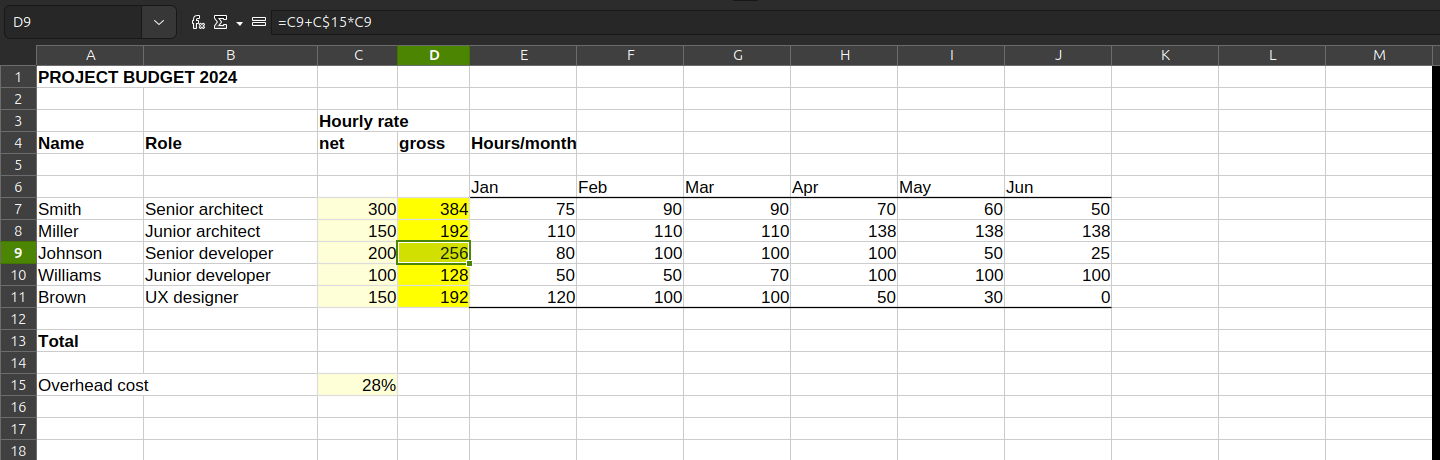 D9 =C9+C$15*C9
A B C D E F G H I J K L M
1 PROJECT BUDGET 2024
2
3 Hourly rate
4 Name Role net gross Hours/month
5
6 Jan Feb Mar Apr May Jun
7 Smith Senior architect 300 384 75 90 90 70 60 50
8 Miller Junior architect 150 192 110 110 110 138 138 138
9 Johnson Senior developer 200 256 80 100 100 100 50 25
10 Williams Junior developer 100 128 50 50 70 100 100 100
11 Brown UX designer 150 192 120 100 100 50 30 0
12
13 Total
14
15 Overhead cost 28%
16
17
18